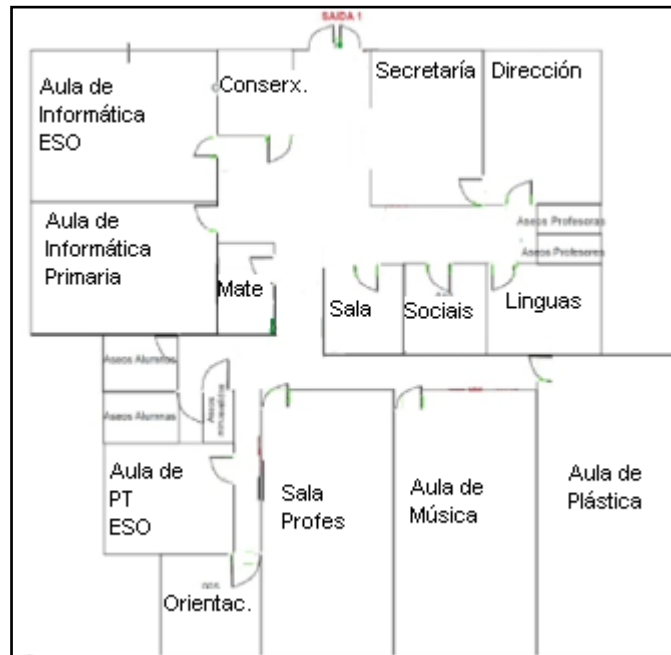 SAIDA 1
Aula de
Informática
ESO
Conserx.
Secretaría
Dirección
Aula de
Informática
Primaria
Aseos Profesoras
Aseos Profesores
Mate
Sala
Sociais
Linguas
Aseos Alumnos
Aseos Alumnas
Aseos
Aula de
PT
ESO
Sala
Profes
Aula de
Música
Aula de
Plástica
Orientac.